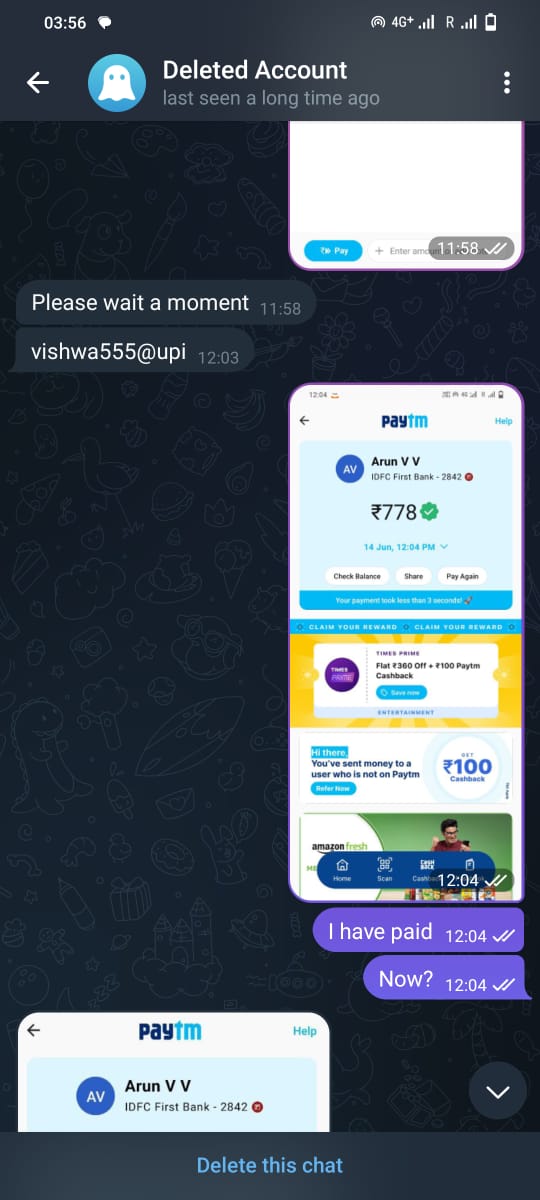 03:56
4G+
R
Deleted Account
last seen a long time ago
Pay
Enter
11:58
Please wait a moment 11:58
vishwa555@upi 12:03
12:04
paytm
Help
AV
Arun V V
IDFC First Bank - 2842
₹778
14 Jun, 12:04 PM
Check Balance
Share
Pay Again
Your payment took less than 3 seconds!
CLAIM YOUR REWARD
CLAIM YOUR REWARD
TIMES PRIME
TIMES PRIME
Flat ₹360 Off + ₹100 Paytm
Cashback
Save now
ENTERTAINMENT
Hi there,
You've sent money to a
user who is not on Paytm
Refer Now
GET
₹100
Cashback
amazon fresh
Home
Scan
12:04
I have paid 12:04
Now? 12:04
paytm
Help
AV
Arun V V
IDFC First Bank - 2842
Delete this chat